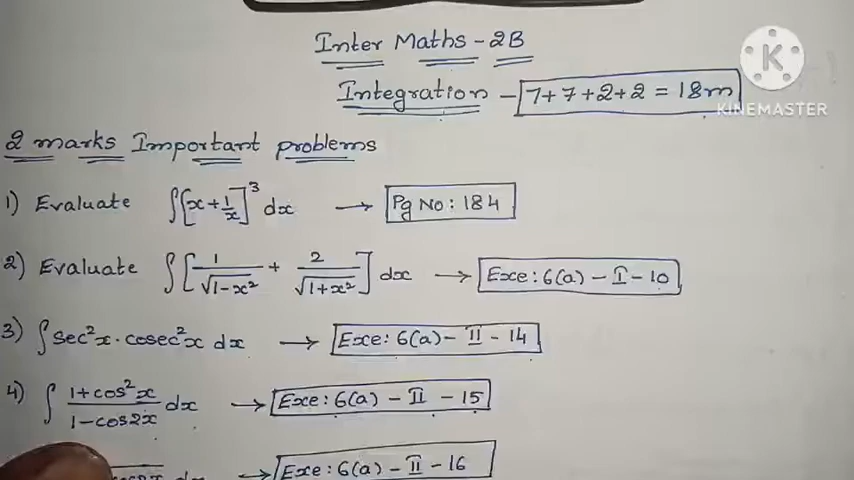 Inter Maths - 2B
KINEMASTER
Integration - 7+7+2+2 = 18m
2 marks Important problems
1) Evaluate ∫[x + 1/x]³ dx → Pg No: 184
2) Evaluate ∫[1/√(1-x²) + 2/√(1+x²)] dx → Exe: 6(a) - I - 10
3) ∫sec²x · cosec²x dx → Exe: 6(a) - II - 14
4) ∫ (1+cos²x)/(1-cos2x) dx → Exe: 6(a) - II - 15
dx → Exe: 6(a) - II - 16